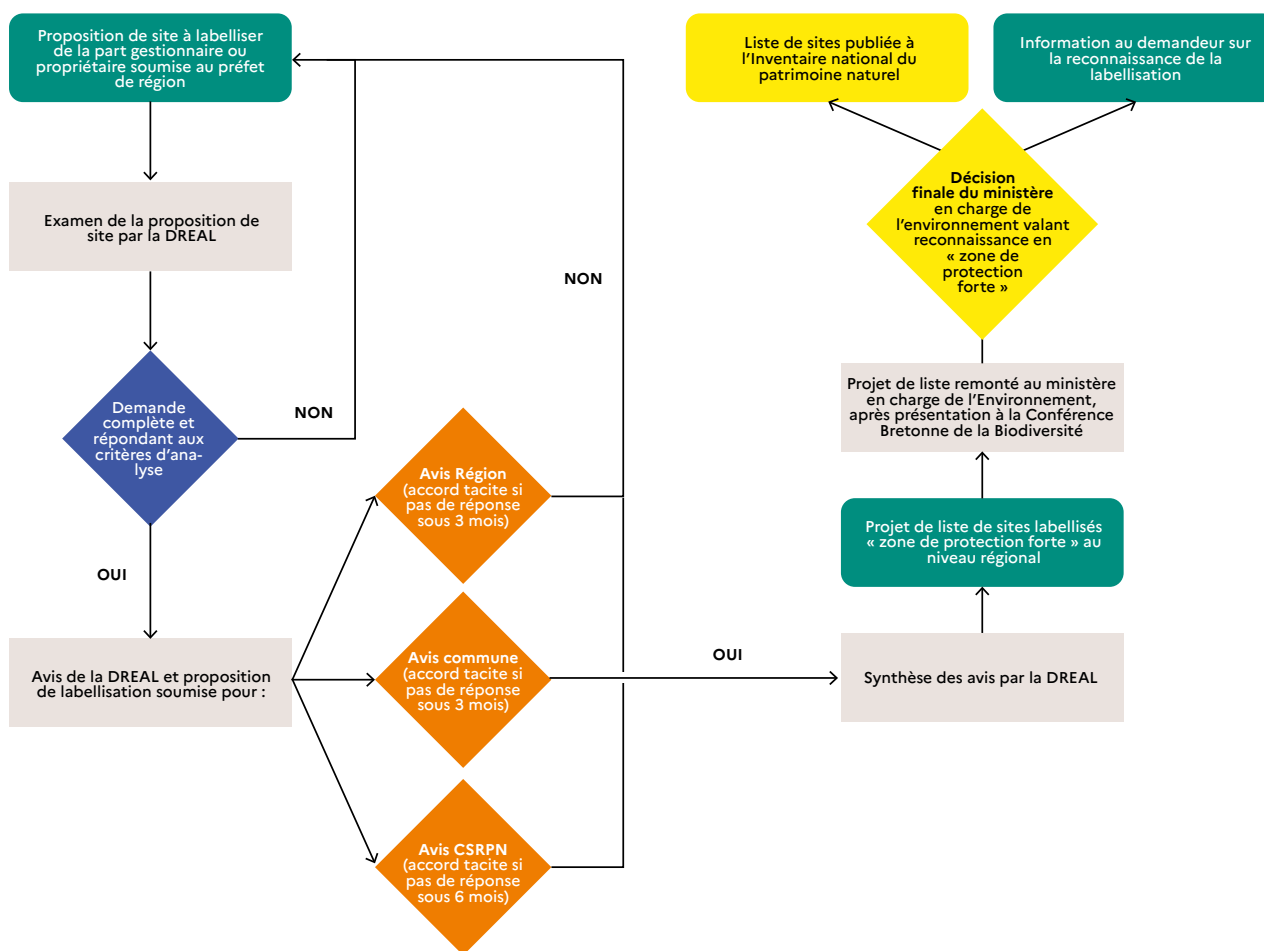 Proposition de site à labelliser
de la part gestionnaire ou
propriétaire soumise au préfet
de région
Examen de la proposition de
site par la DREAL
Demande
complète et
répondant aux
critères d'ana-
lyse
NON
OUI
Avis de la DREAL et proposition
de labellisation soumise pour :
Avis Région
(accord tacite si
pas de réponse
sous 3 mois)
Avis commune
(accord tacite si
pas de réponse
sous 3 mois)
Avis CSRPN
(accord tacite si
pas de réponse
sous 6 mois)
NON
OUI
Synthèse des avis par la DREAL
Projet de liste de sites labellisés
« zone de protection forte » au
niveau régional
Projet de liste remonté au ministère
en charge de l'Environnement,
après présentation à la Conférence
Bretonne de la Biodiversité
Décision
finale du ministère
en charge de
l'environnement valant
reconnaissance en
« zone de
protection
forte »
Liste de sites publiée à
l'Inventaire national du
patrimoine naturel
Information au demandeur sur
la reconnaissance de la
labellisation